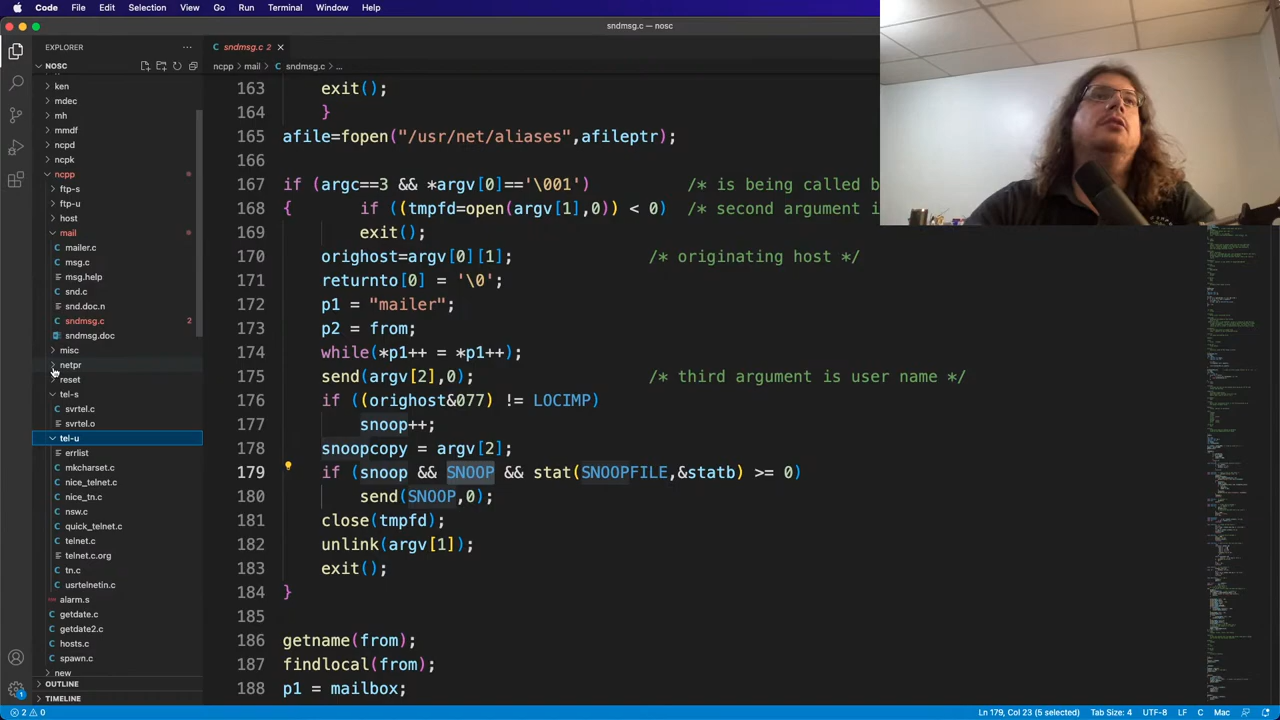 Code File Edit Selection View Go Run Terminal Window Help
sndmsg.c — nosc
EXPLORER
sndmsg.c 2
NOSC
ncpp > mail > C sndmsg.c > ...
ken
mdec
mh
mmdf
ncpd
ncpk
ncpp
ftp-s
ftp-u
host
mail
mailer.c
msg.c
msg.help
snd.c
snd.doc.n
sndmsg.c 2
sndmsg.doc
misc
netpr
reset
tel-s
svrtel.c
svrtel.o
tel-u
errlist
mkcharset.c
nice_telnet.c
nice_tn.c
nsw.c
quick_telnet.c
telnet.c
telnet.c.org
tn.c
usrtelnetin.c
alarm.s
getdate.c
getdate2.c
hosts.c
spawn.c
new
OUTLINE
TIMELINE
163 exit();
164 }
165 afile=fopen("/usr/net/aliases",afileptr);
166
167 if (argc==3 && *argv[0]=='\001') /* is being called b
168 { if ((tmpfd=open(argv[1],0)) < 0) /* second argument i
169 exit();
170 orighost=argv[0][1]; /* originating host */
171 returnto[0] = '\0';
172 p1 = "mailer";
173 p2 = from;
174 while(*p1++ = *p1++);
175 send(argv[2],0); /* third argument is user name */
176 if ((orighost&077) != LOCIMP)
177 snoop++;
178 snoopcopy = argv[2];
179 if (snoop && SNOOP && stat(SNOOPFILE,&statb) >= 0)
180 send(SNOOP,0);
181 close(tmpfd);
182 unlink(argv[1]);
183 exit();
184 }
185
186 getname(from);
187 findlocal(from);
188 p1 = mailbox;
2 0 Ln 179, Col 23 (5 selected) Tab Size: 4 UTF-8 LF C Mac